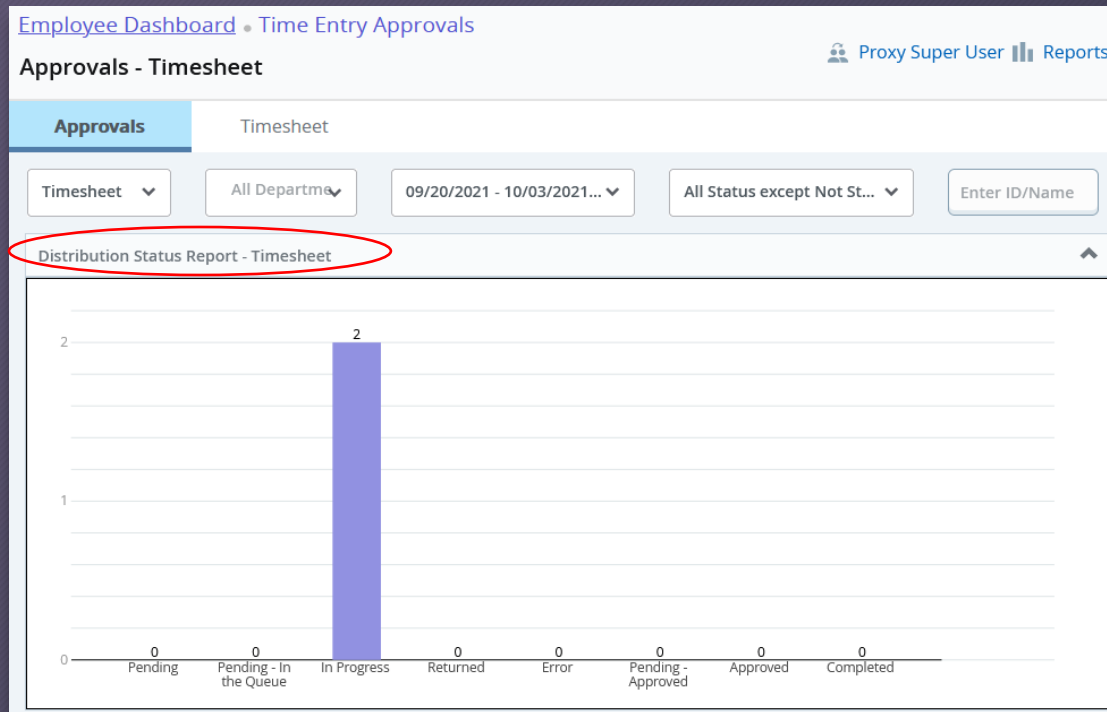 Employee Dashboard • Time Entry Approvals
Proxy Super User Reports
Approvals - Timesheet
Approvals Timesheet
Timesheet All Departme 09/20/2021 - 10/03/2021... All Status except Not St... Enter ID/Name
Distribution Status Report - Timesheet
2
2
1
0
0 0 0 0 0 0 0
Pending Pending - In the Queue In Progress Returned Error Pending - Approved Approved Completed